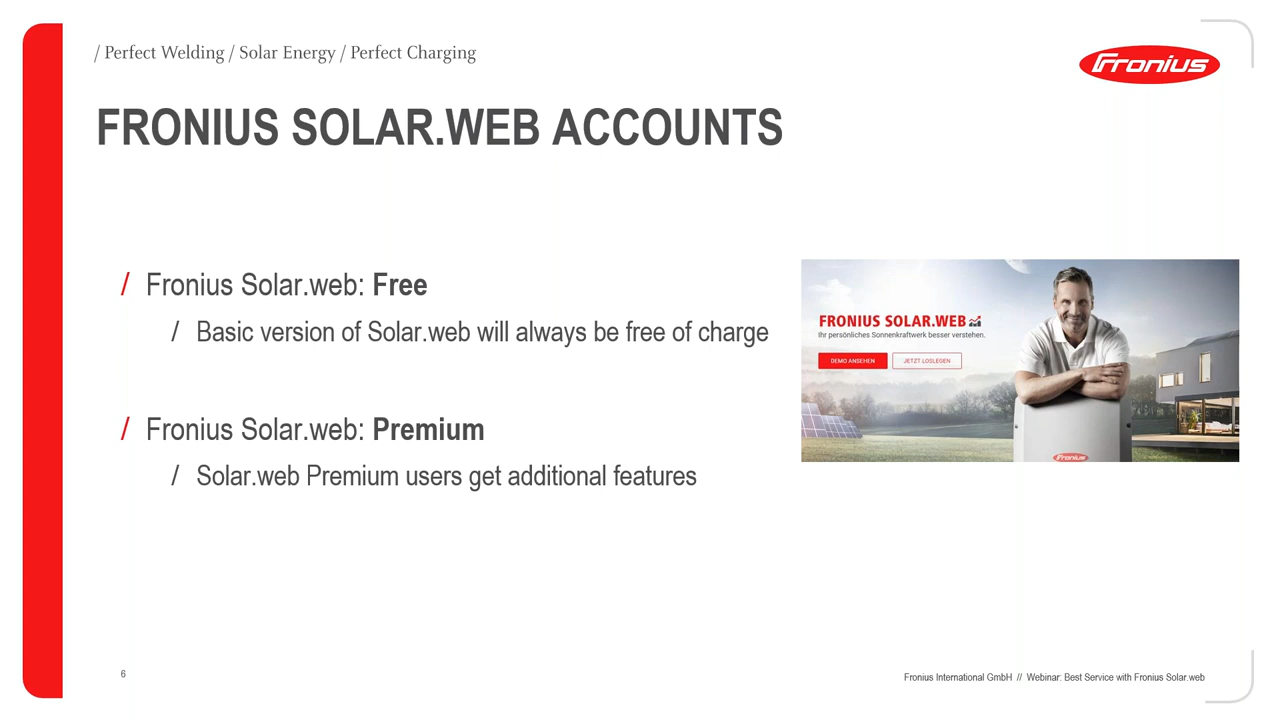 / Perfect Welding / Solar Energy / Perfect Charging
Fronius
FRONIUS SOLAR.WEB ACCOUNTS
/ Fronius Solar.web: Free
/ Basic version of Solar.web will always be free of charge
/ Fronius Solar.web: Premium
/ Solar.web Premium users get additional features
FRONIUS SOLAR.WEB
Ihr persönliches Sonnenkraftwerk besser verstehen.
DEMO ANSEHEN
JETZT LOSLEGEN
Fronius
6
Fronius International GmbH // Webinar: Best Service with Fronius Solar.web